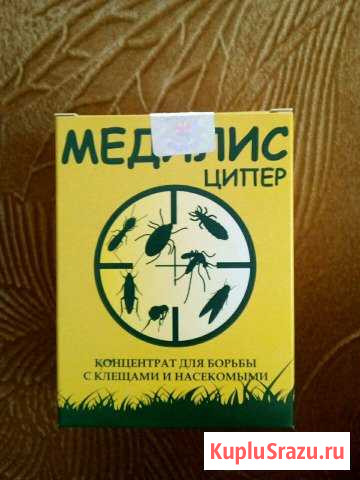 МЕДИЛИС
ЦИПЕР
КОНЦЕНТРАТ ДЛЯ БОРЬБЫ
С КЛЕЩАМИ И НАСЕКОМЫМИ
KupluSrazu.ru